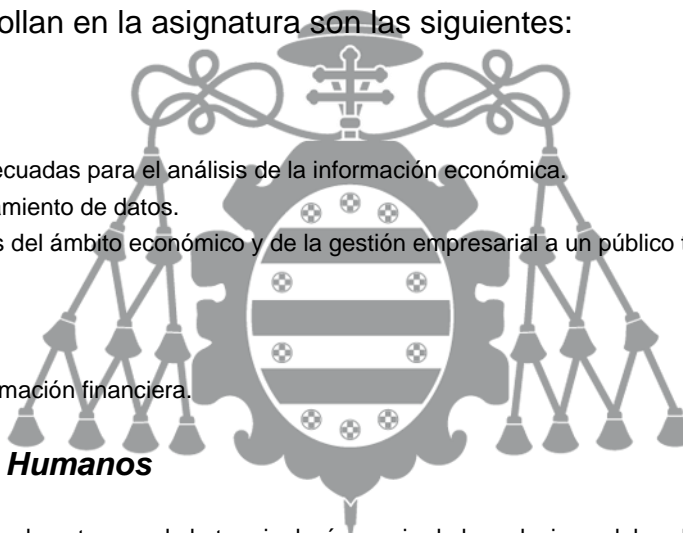 ollan en la asignatura son las siguientes:
ecuadas para el análisis de la información económica.
amiento de datos.
s del ámbito económico y de la gestión empresarial a un público t
rmación financiera.
Humanos